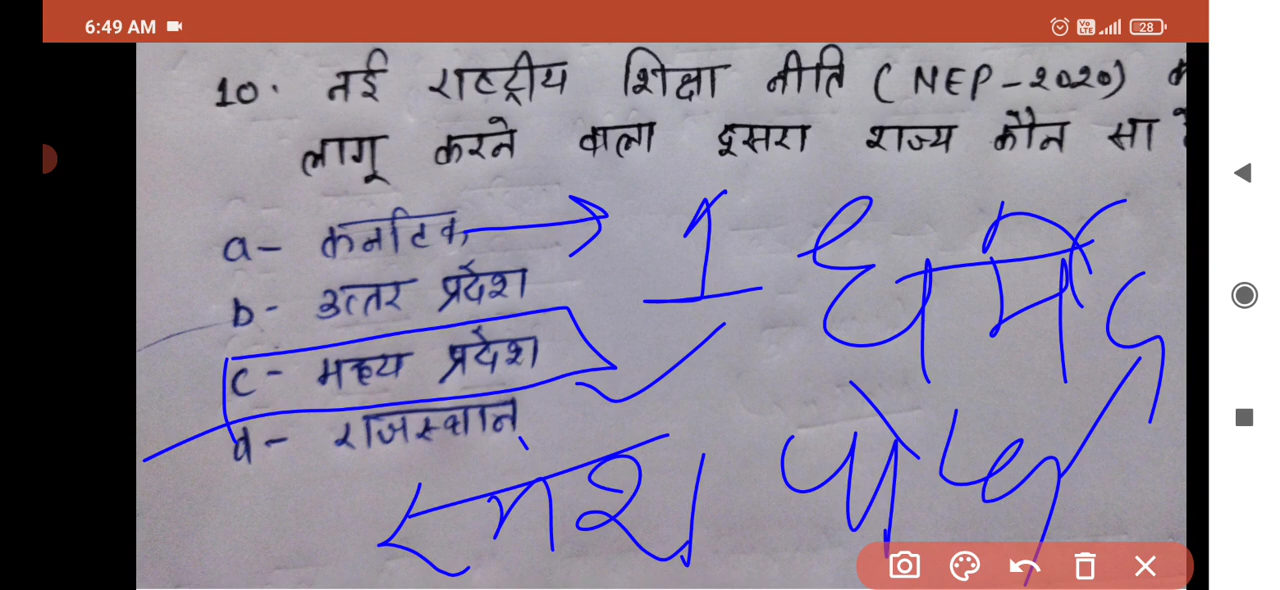 6:49 AM
28
10. नई राष्ट्रीय शिक्षा नीति (NEP-2020)
लागू करने वाला दूसरा राज्य कौन सा
a- कर्नाटक
1
b- उत्तर प्रदेश
c- मध्य प्रदेश
d- राजस्थान